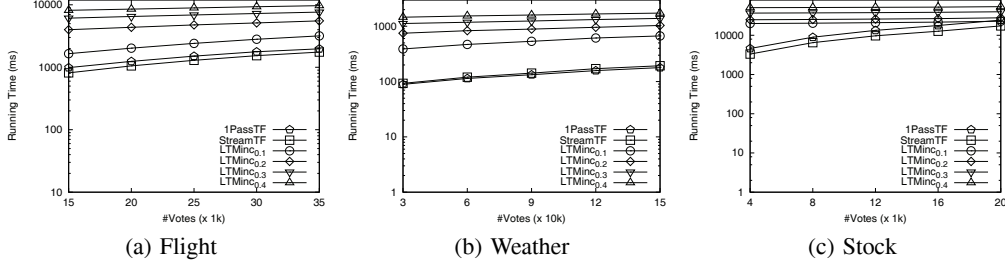 10000
1000
100
10
15 20 25 30 35
Running Time (ms)
#Votes (x 1k)
1PassTF
StreamTF
LTMinc0.1
LTMinc0.2
LTMinc0.3
LTMinc0.4
(a) Flight
1000
100
10
1
3 6 9 12 15
Running Time (ms)
#Votes (x 10k)
1PassTF
StreamTF
LTMinc0.1
LTMinc0.2
LTMinc0.3
LTMinc0.4
(b) Weather
10000
1000
100
10
1
4 8 12 16 20
Running Time (ms)
#Votes (x 1k)
1PassTF
StreamTF
LTMinc0.1
LTMinc0.2
LTMinc0.3
LTMinc0.4
(c) Stock